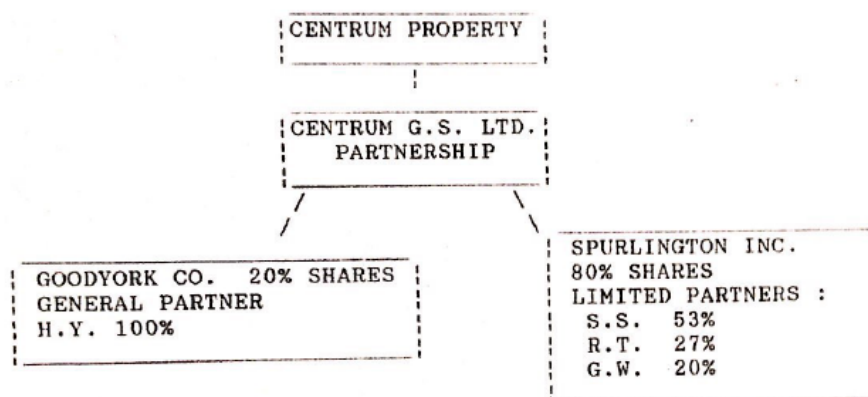 CENTRUM PROPERTY
CENTRUM G.S. LTD.
PARTNERSHIP
GOODYORK CO. 20% SHARES
GENERAL PARTNER
H.Y. 100%
SPURLINGTON INC.
80% SHARES
LIMITED PARTNERS :
S.S. 53%
R.T. 27%
G.W. 20%